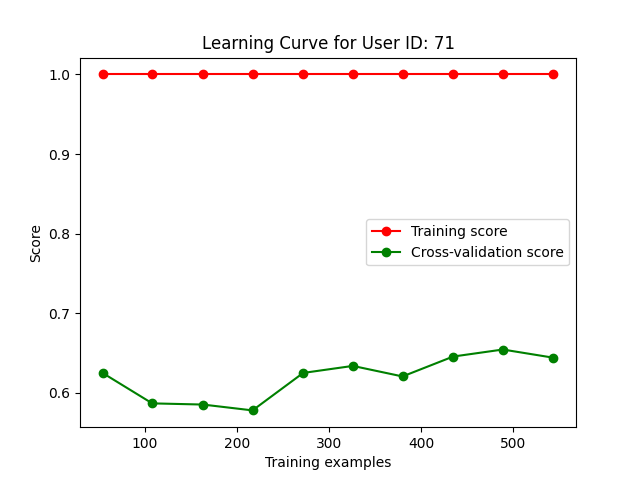 Learning Curve for User ID: 71
1.0
0.9
0.8
0.7
0.6
Score
Training score
Cross-validation score
100 200 300 400 500
Training examples